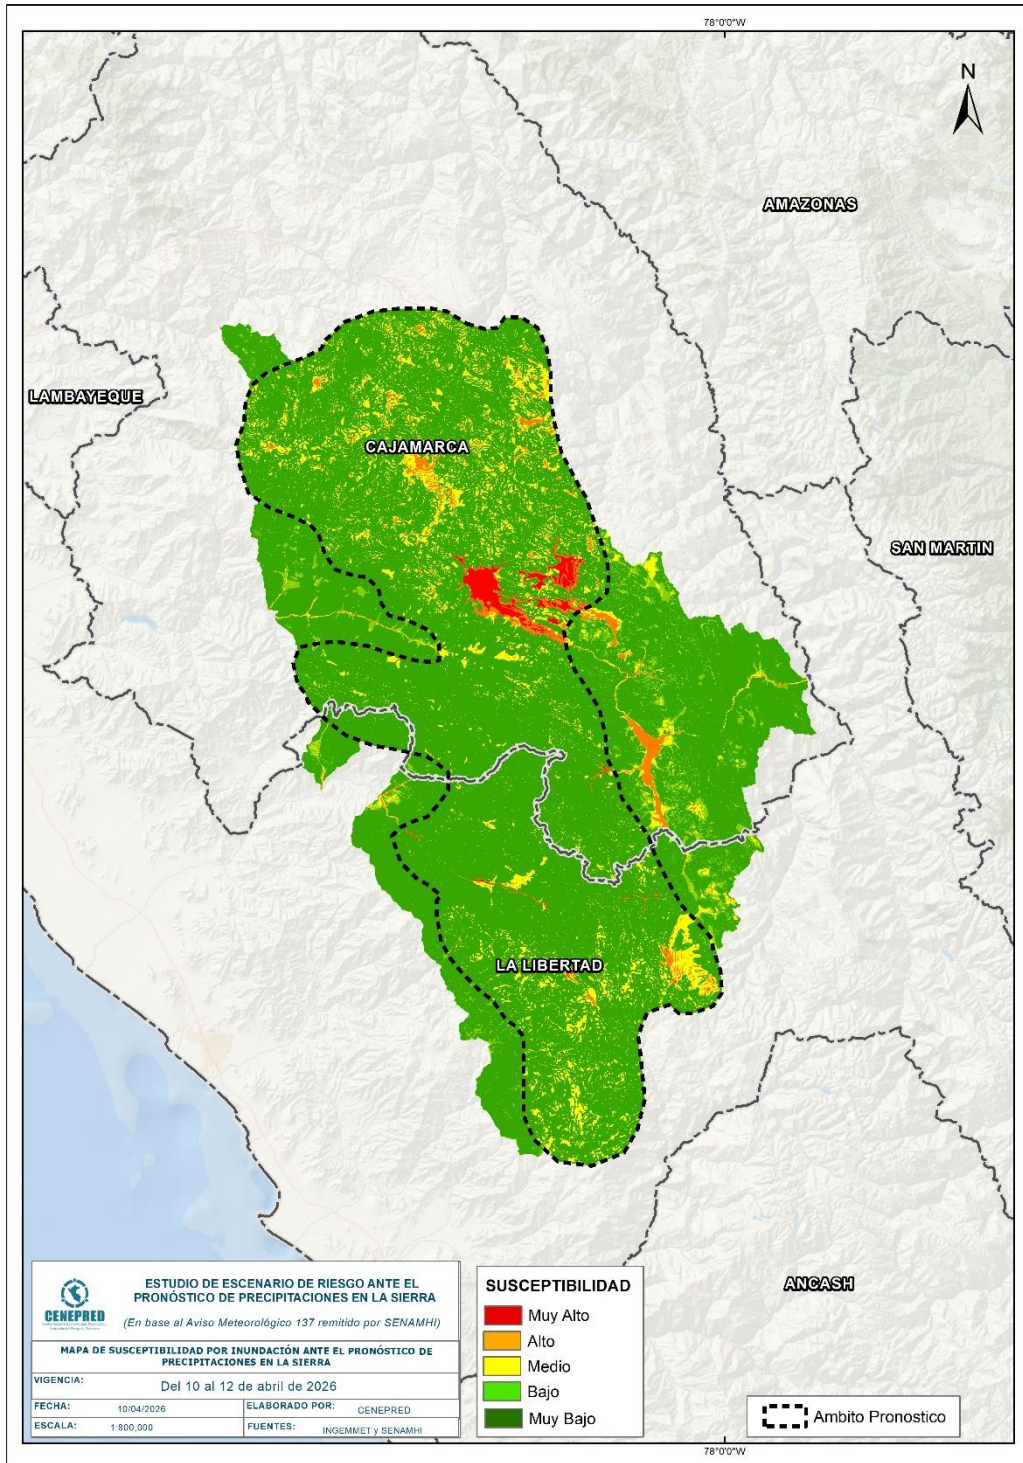 78°0'0"W
N
AMAZONAS
LAMBAYEQUE
CAJAMARCA
SAN MARTIN
LA LIBERTAD
ANCASH
CENEPRED
ESTUDIO DE ESCENARIO DE RIESGO ANTE EL
PRONÓSTICO DE PRECIPITACIONES EN LA SIERRA
(En base al Aviso Meteorológico 137 remitido por SENAMHI)
MAPA DE SUSCEPTIBILIDAD POR INUNDACIÓN ANTE EL PRONÓSTICO DE
PRECIPITACIONES EN LA SIERRA
VIGENCIA: Del 10 al 12 de abril de 2026
FECHA: 10/04/2026 ELABORADO POR: CENEPRED
ESCALA: 1:800,000 FUENTES: INGEMMET y SENAMHI
SUSCEPTIBILIDAD
Muy Alto
Alto
Medio
Bajo
Muy Bajo
Ambito Pronostico
78°0'0"W